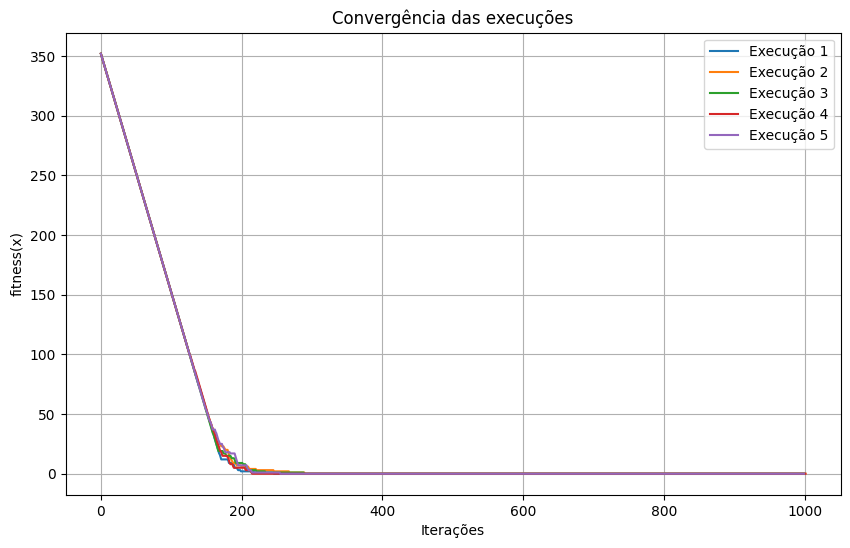 Convergência das execuções
Execução 1
Execução 2
Execução 3
Execução 4
Execução 5
fitness(x)
350
300
250
200
150
100
50
0
0 200 400 600 800 1000
Iterações